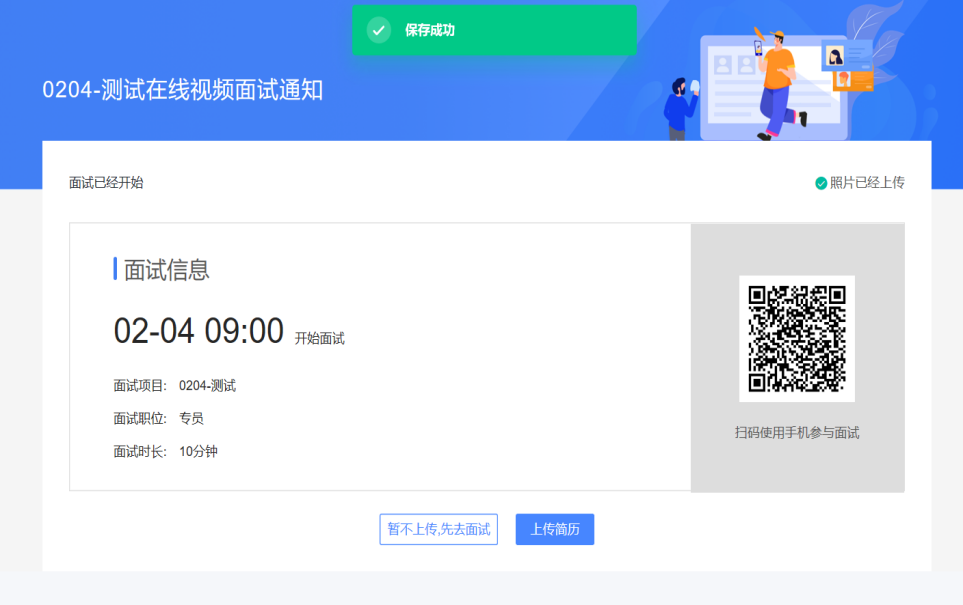 保存成功
0204-测试在线视频面试通知
面试已经开始
照片已经上传
面试信息
02-04 09:00 开始面试
面试项目: 0204-测试
面试职位: 专员
面试时长: 10分钟
扫码使用手机参与面试
暂不上传,先去面试
上传简历